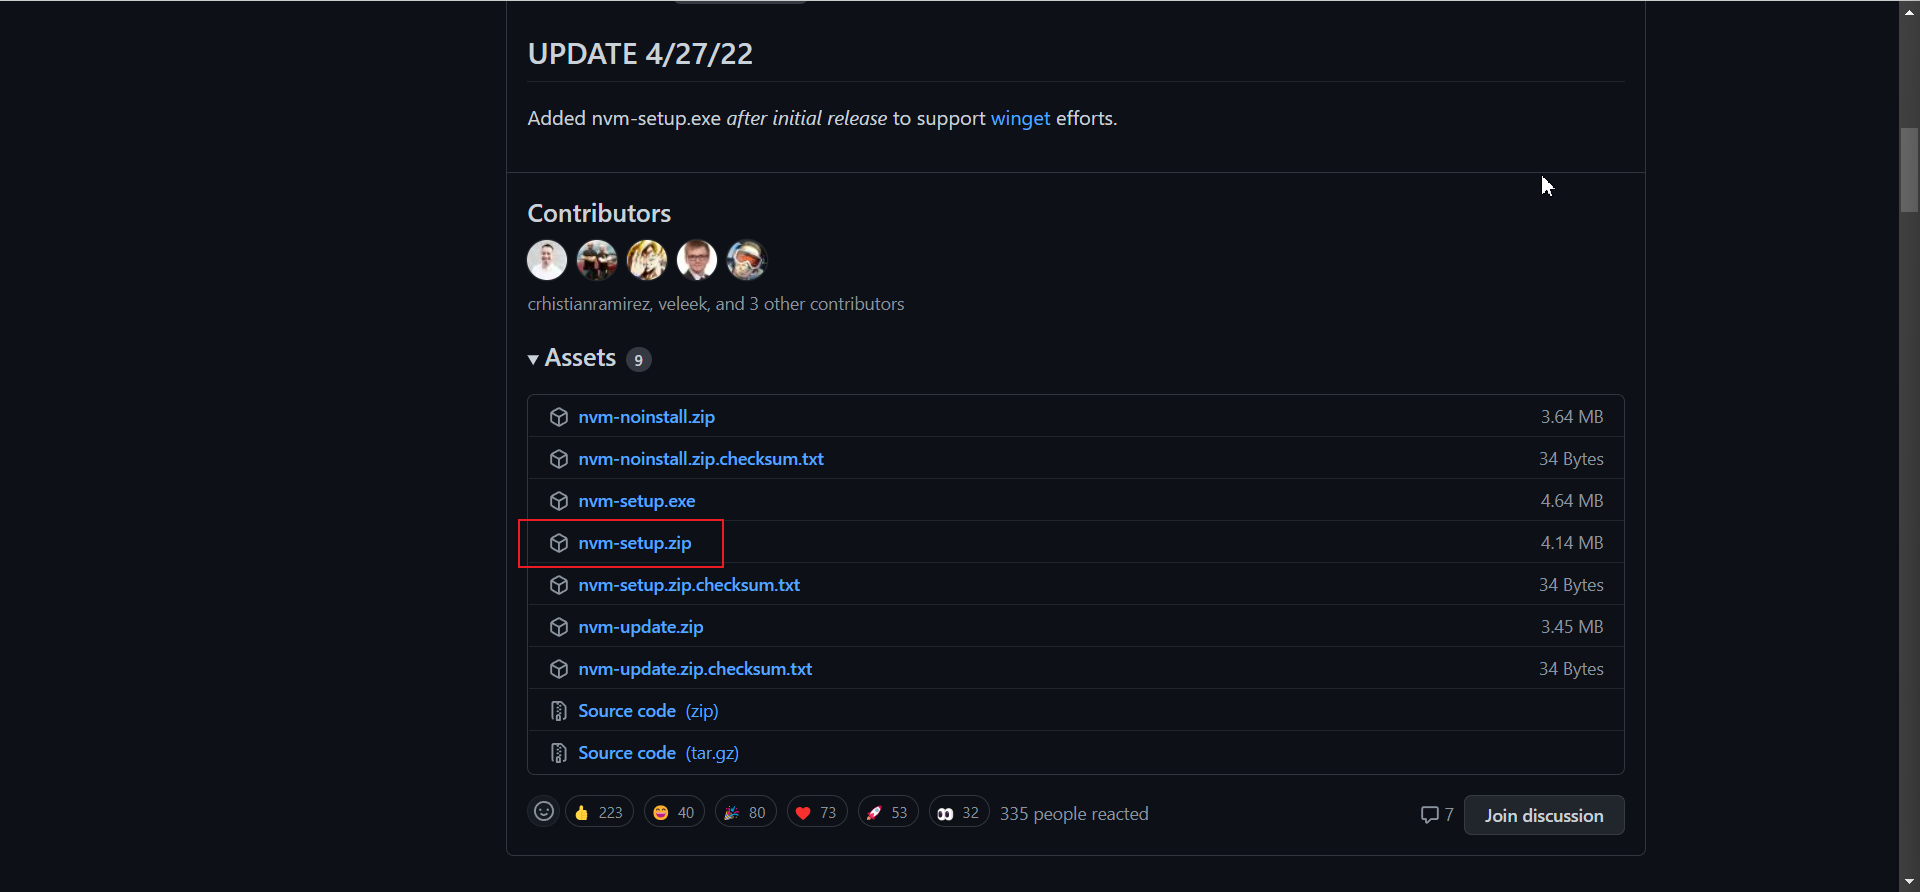 UPDATE 4/27/22
Added nvm-setup.exe after initial release to support winget efforts.
Contributors
crhistianramirez, veleek, and 3 other contributors
Assets 9
nvm-noinstall.zip 3.64 MB
nvm-noinstall.zip.checksum.txt 34 Bytes
nvm-setup.exe 4.64 MB
nvm-setup.zip 4.14 MB
nvm-setup.zip.checksum.txt 34 Bytes
nvm-update.zip 3.45 MB
nvm-update.zip.checksum.txt 34 Bytes
Source code (zip)
Source code (tar.gz)
223 40 80 73 53 32 335 people reacted 7 Join discussion